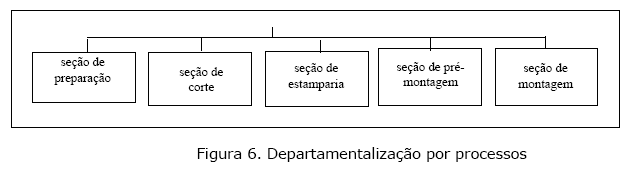 seção de
preparação
seção de
corte
seção de
estamparia
seção de pré-
montagem
seção de
montagem
Figura 6. Departamentalização por processos